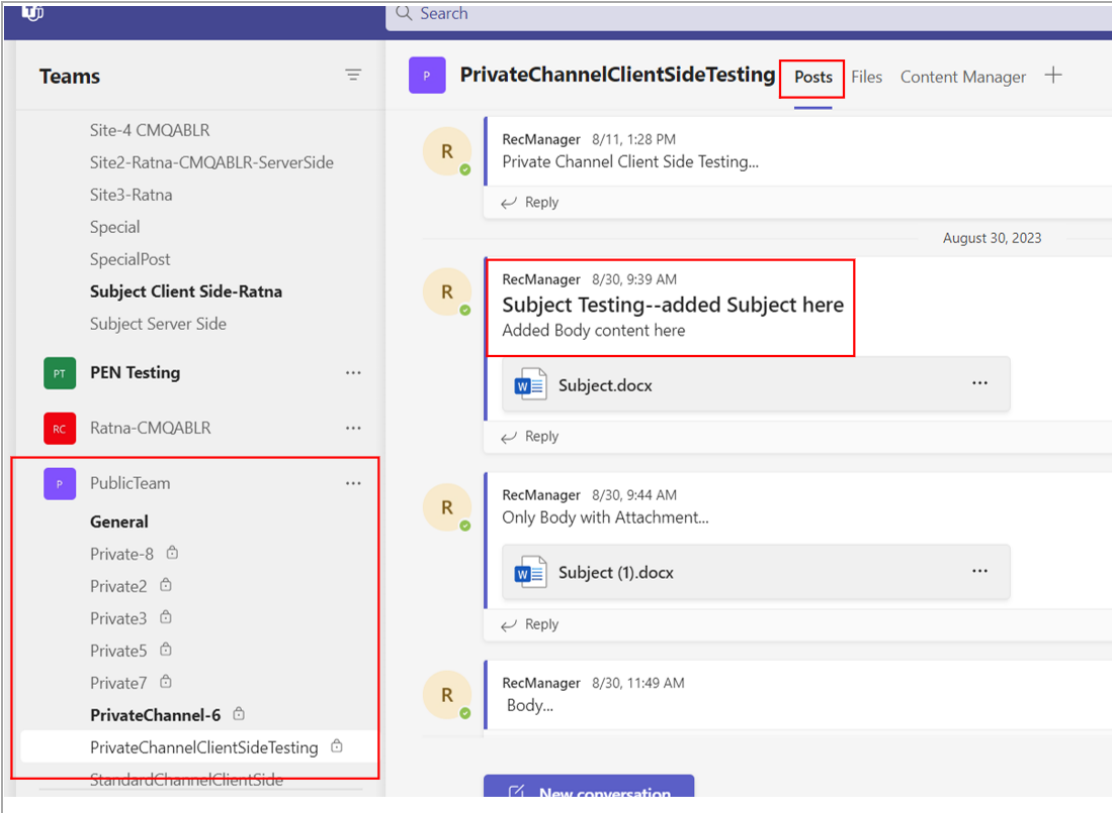 Search
Teams
Site-4 CMQABLR
Site2-Ratna-CMQABLR-ServerSide
Site3-Ratna
Special
SpecialPost
Subject Client Side-Ratna
Subject Server Side
PT PEN Testing ...
RC Ratna-CMQABLR ...
P PublicTeam ...
General
Private-8
Private2
Private3
Private5
Private7
PrivateChannel-6
PrivateChannelClientSideTesting
StandardChannelClientSide
P PrivateChannelClientSideTesting Posts Files Content Manager +
R RecManager 8/11, 1:28 PM
Private Channel Client Side Testing...
Reply
August 30, 2023
R RecManager 8/30, 9:39 AM
Subject Testing--added Subject here
Added Body content here
W Subject.docx ...
Reply
R RecManager 8/30, 9:44 AM
Only Body with Attachment...
W Subject (1).docx ...
Reply
R RecManager 8/30, 11:49 AM
Body...
New conversation